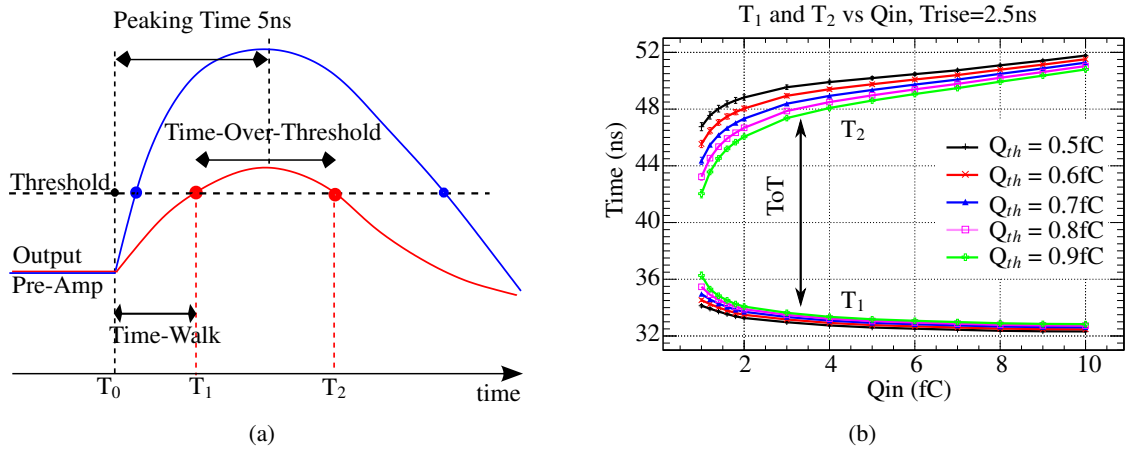 Peaking Time 5ns
Time-Over-Threshold
Threshold
Output
Pre-Amp
Time-Walk
T₀
T₁
T₂
time
(a)
T₁ and T₂ vs Qin, Trise=2.5ns
Time (ns)
52
48
44
40
36
32
T₂
ToT
T₁
Qₜₕ = 0.5fC
Qₜₕ = 0.6fC
Qₜₕ = 0.7fC
Qₜₕ = 0.8fC
Qₜₕ = 0.9fC
2
4
6
8
10
Qin (fC)
(b)